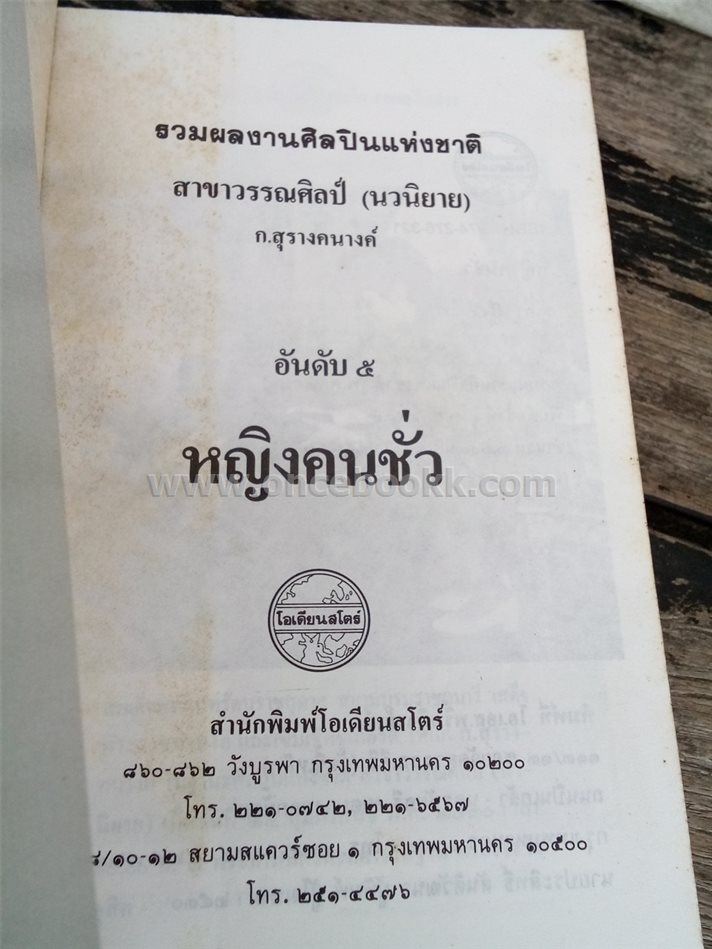 รวมผลงานศิลปินแห่งชาติ
สาขาวรรณศิลป์ (นวนิยาย)
ก.สุรางคนางค์
อันดับ ๕
หญิงคนชั่ว
www.oncebookk.com
โอเดียนสโตร์
สำนักพิมพ์โอเดียนสโตร์
๘๖๐-๘๖๒ วังบูรพา กรุงเทพมหานคร ๑๐๒๐๐
โทร. ๒๒๑-๐๗๔๒, ๒๒๑-๖๕๖๗
/๑๐-๑๒ สยามสแควร์ซอย ๑ กรุงเทพมหานคร ๑๐๕๐๐
โทร. ๒๕๑-๔๔๗๖